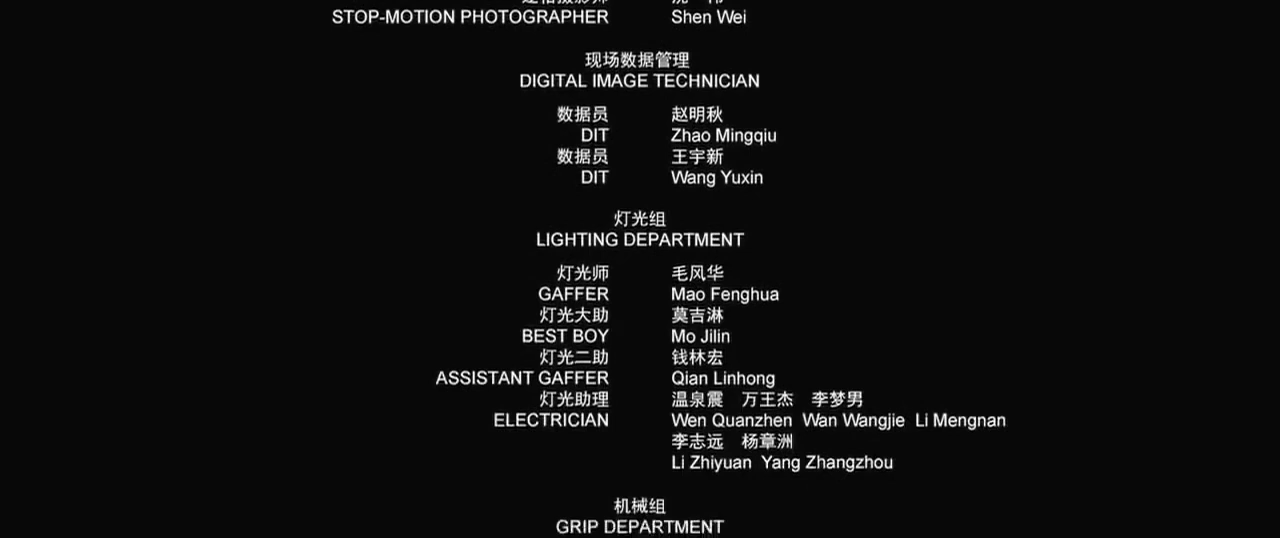 STOP-MOTION PHOTOGRAPHER Shen Wei
现场数据管理
DIGITAL IMAGE TECHNICIAN
数据员 赵明秋
DIT Zhao Mingqiu
数据员 王宇新
DIT Wang Yuxin
灯光组
LIGHTING DEPARTMENT
灯光师 毛风华
GAFFER Mao Fenghua
灯光大助 莫吉淋
BEST BOY Mo Jilin
灯光二助 钱林宏
ASSISTANT GAFFER Qian Linhong
灯光助理 温泉震 万王杰 李梦男
ELECTRICIAN Wen Quanzhen Wan Wangjie Li Mengnan
李志远 杨章洲
Li Zhiyuan Yang Zhangzhou
机械组
GRIP DEPARTMENT